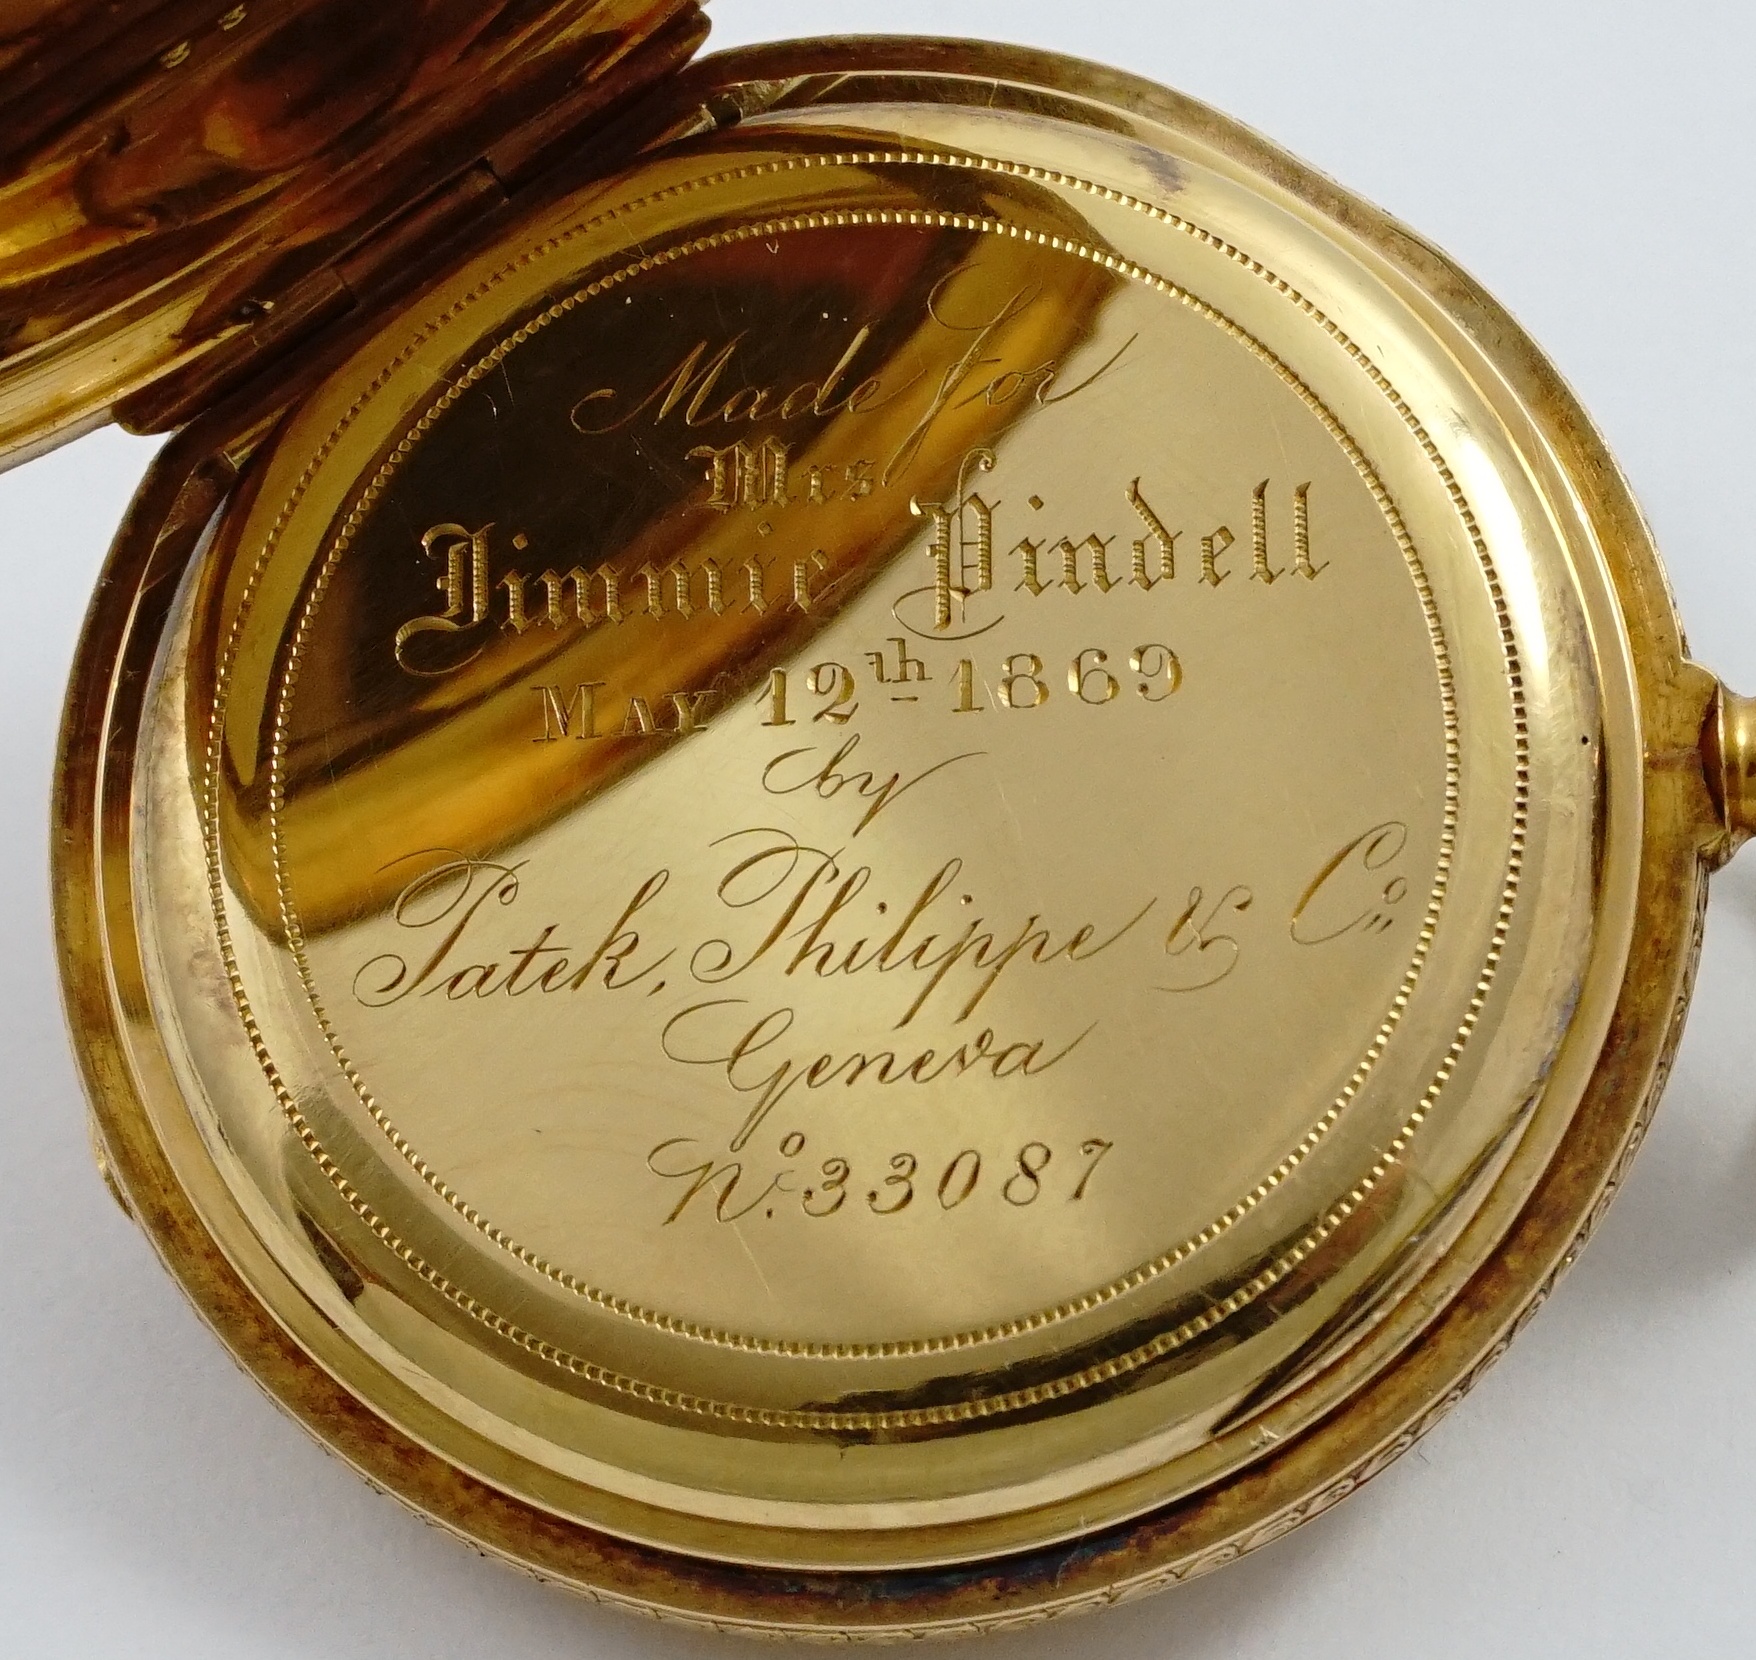 Made for
Mrs
Jimmie Pindell
MAY 12th 1869
by
Patek, Philippe & Co.
Geneva
No. 33087